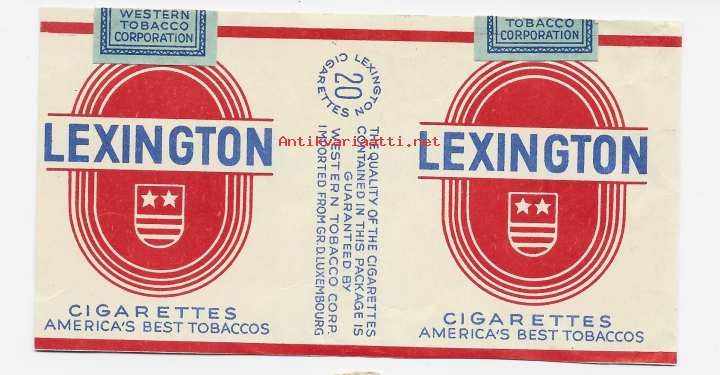 WESTERN
TOBACCO
CORPORATION
LEXINGTON
CIGARETTES
AMERICA'S BEST TOBACCOS
LEXINGTON
20
CIGARETTES
THE QUALITY OF THE CIGARETTES
CONTAINED IN THIS PACKAGE IS
GUARANTEED BY
WESTERN TOBACCO CORP.
IMPORTED FROM GR.D.LUXEMBOURG
Antikvariaatti.net
TOBACCO
CORPORATION
LEXINGTON
CIGARETTES
AMERICA'S BEST TOBACCOS